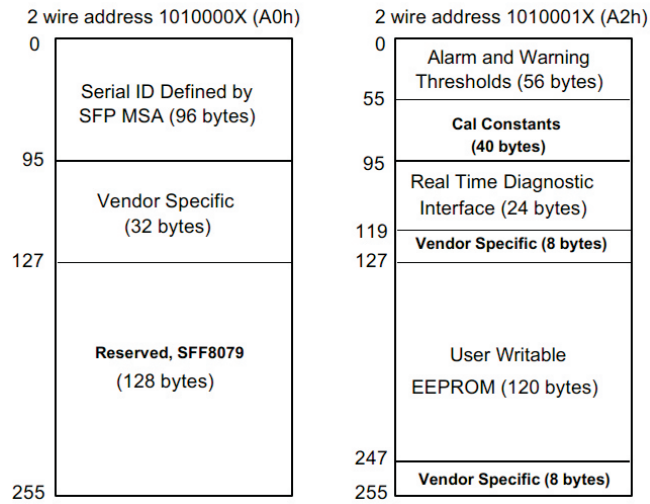 2 wire address 1010000X (A0h)
0
Serial ID Defined by
SFP MSA (96 bytes)
95
Vendor Specific
(32 bytes)
127
Reserved, SFF8079
(128 bytes)
255
2 wire address 1010001X (A2h)
0
Alarm and Warning
Thresholds (56 bytes)
55
Cal Constants
(40 bytes)
95
Real Time Diagnostic
Interface (24 bytes)
119
Vendor Specific (8 bytes)
127
User Writable
EEPROM (120 bytes)
247
Vendor Specific (8 bytes)
255